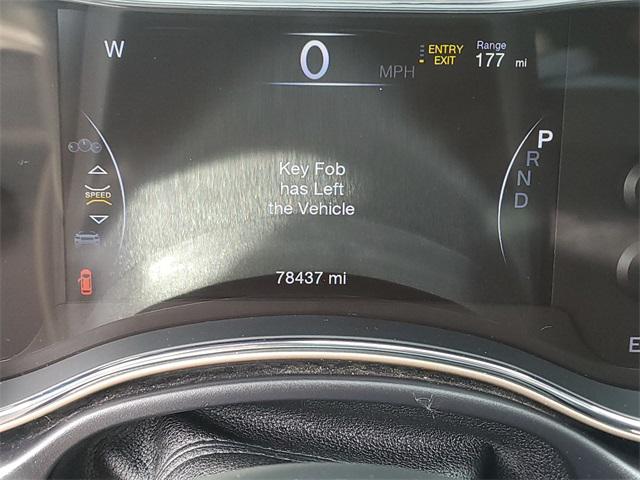 W
0
MPH
ENTRY
EXIT
Range
177 mi
P
R
N
D
SPEED
Key Fob
has Left
the Vehicle
78437 mi
E